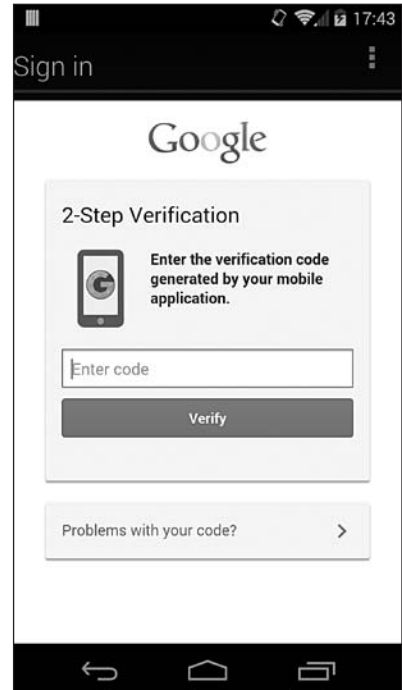 17:43
Sign in
Google
2-Step Verification
Enter the verification code
generated by your mobile
application.
Enter code
Verify
Problems with your code?